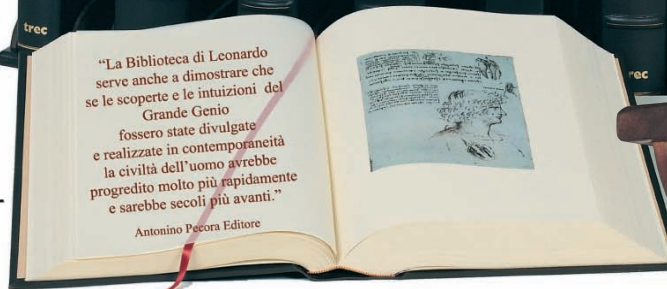 trec
"La Biblioteca di Leonardo
serve anche a dimostrare che
se le scoperte e le intuizioni del
Grande Genio
fossero state divulgate
e realizzate in contemporaneità
la civiltà dell'uomo avrebbe
progredito molto più rapidamente
e sarebbe secoli più avanti."
Antonino Pecora Editore
rec